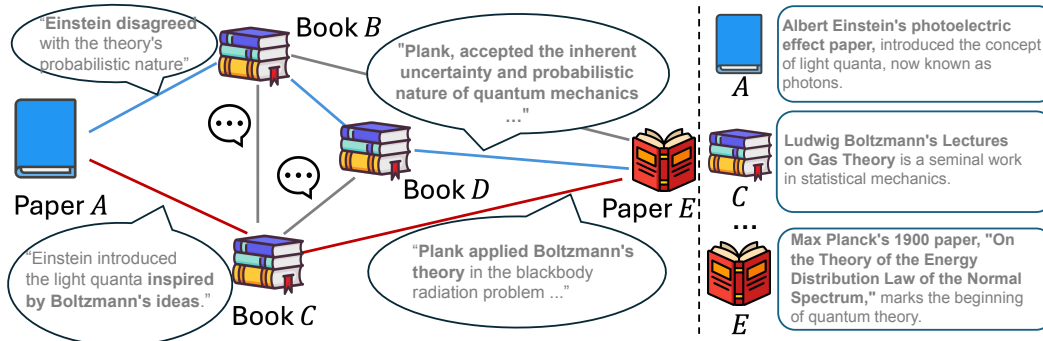 “Einstein disagreed
with the theory's
probabilistic nature”
Book B
"Plank, accepted the inherent
uncertainty and probabilistic
nature of quantum mechanics
..."
Paper A
Book D
Paper E
“Einstein introduced
the light quanta inspired
by Boltzmann's ideas.”
Book C
“Plank applied Boltzmann's
theory in the blackbody
radiation problem ...”
A
Albert Einstein's photoelectric
effect paper, introduced the concept
of light quanta, now known as
photons.
C
Ludwig Boltzmann's Lectures
on Gas Theory is a seminal work
in statistical mechanics.
...
E
Max Planck's 1900 paper, "On
the Theory of the Energy
Distribution Law of the Normal
Spectrum," marks the beginning
of quantum theory.